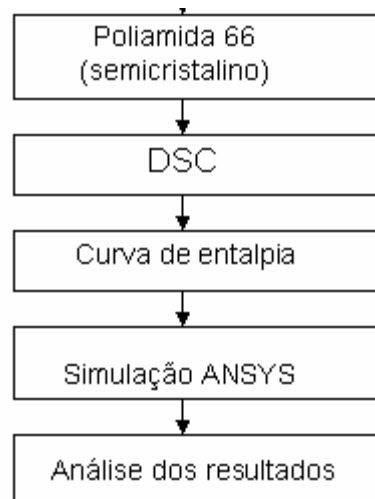 Poliamida 66
(semicristalino)
DSC
Curva de entalpia
Simulação ANSYS
Análise dos resultados